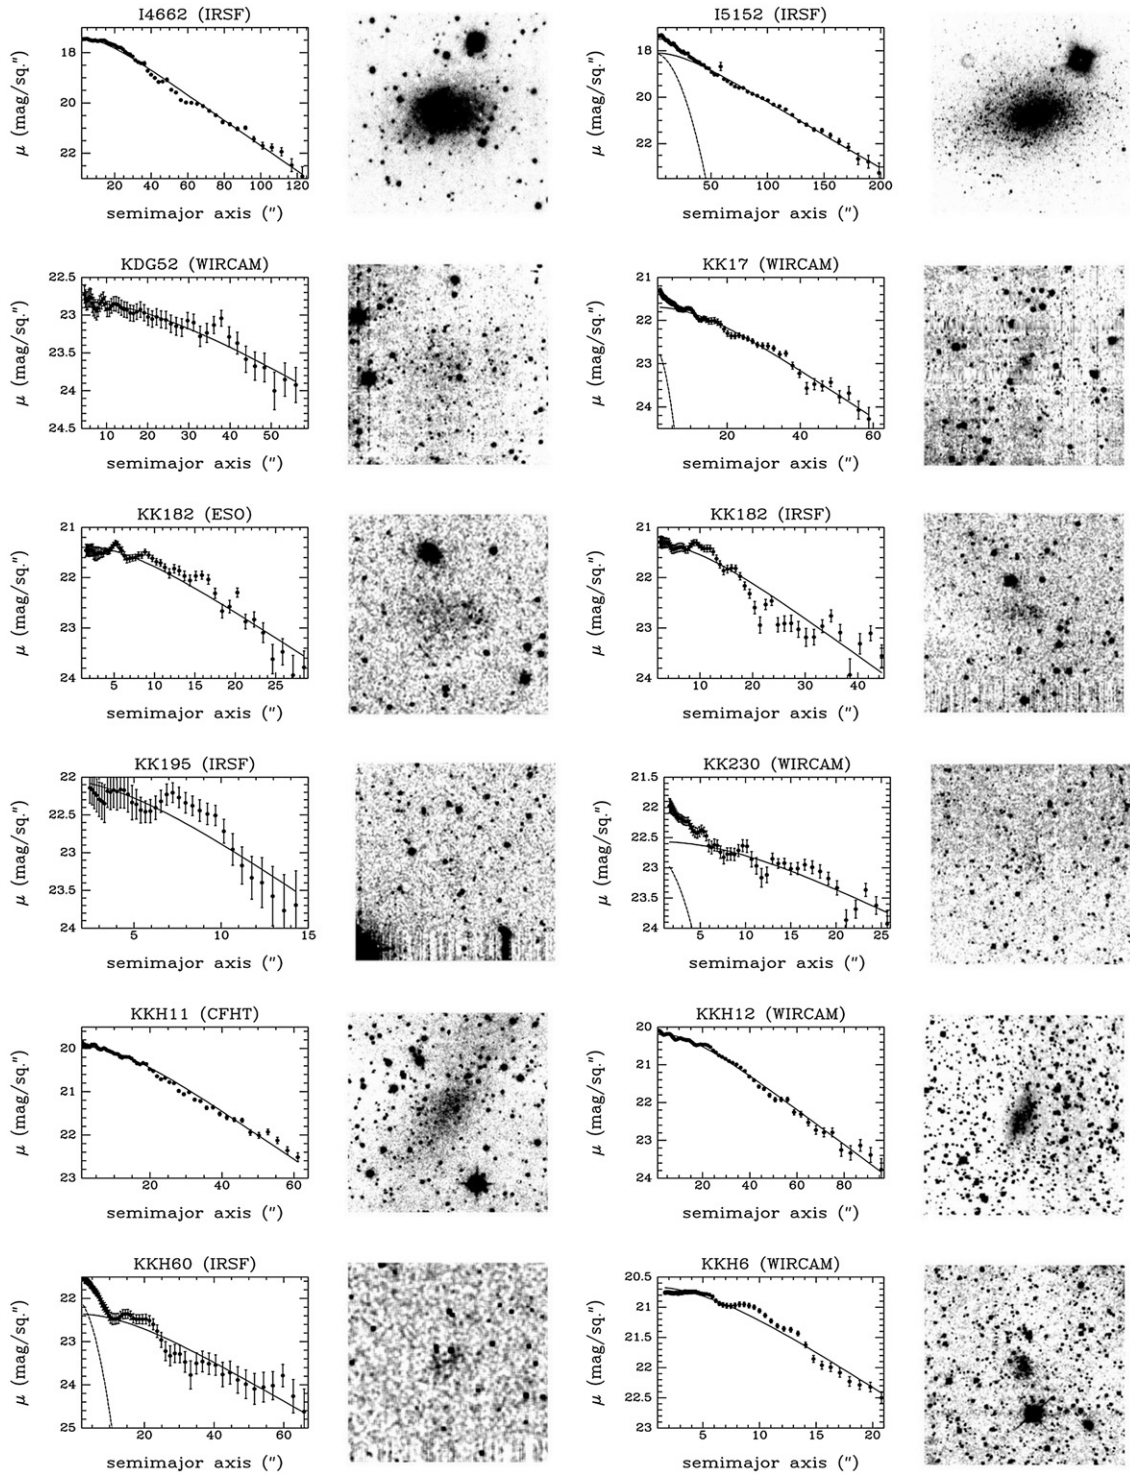 I4662 (IRSF)
μ (mag/sq.")
18
20
22
20 40 60 80 100 120
semimajor axis (")
I5152 (IRSF)
μ (mag/sq.")
18
20
22
50 100 150 200
semimajor axis (")
KDG52 (WIRCAM)
μ (mag/sq.")
22.5
23
23.5
24
24.5
10 20 30 40 50
semimajor axis (")
KK17 (WIRCAM)
μ (mag/sq.")
21
22
23
24
20 40 60
semimajor axis (")
KK182 (ESO)
μ (mag/sq.")
21
22
23
24
5 10 15 20 25
semimajor axis (")
KK182 (IRSF)
μ (mag/sq.")
21
22
23
24
10 20 30 40
semimajor axis (")
KK195 (IRSF)
μ (mag/sq.")
22
22.5
23
23.5
24
5 10 15
semimajor axis (")
KK230 (WIRCAM)
μ (mag/sq.")
21.5
22
22.5
23
23.5
24
5 10 15 20 25
semimajor axis (")
KKH11 (CFHT)
μ (mag/sq.")
20
21
22
23
20 40 60
semimajor axis (")
KKH12 (WIRCAM)
μ (mag/sq.")
20
21
22
23
24
20 40 60 80
semimajor axis (")
KKH60 (IRSF)
μ (mag/sq.")
22
23
24
25
20 40 60
semimajor axis (")
KKH6 (WIRCAM)
μ (mag/sq.")
20.5
21
21.5
22
22.5
23
5 10 15 20
semimajor axis (")